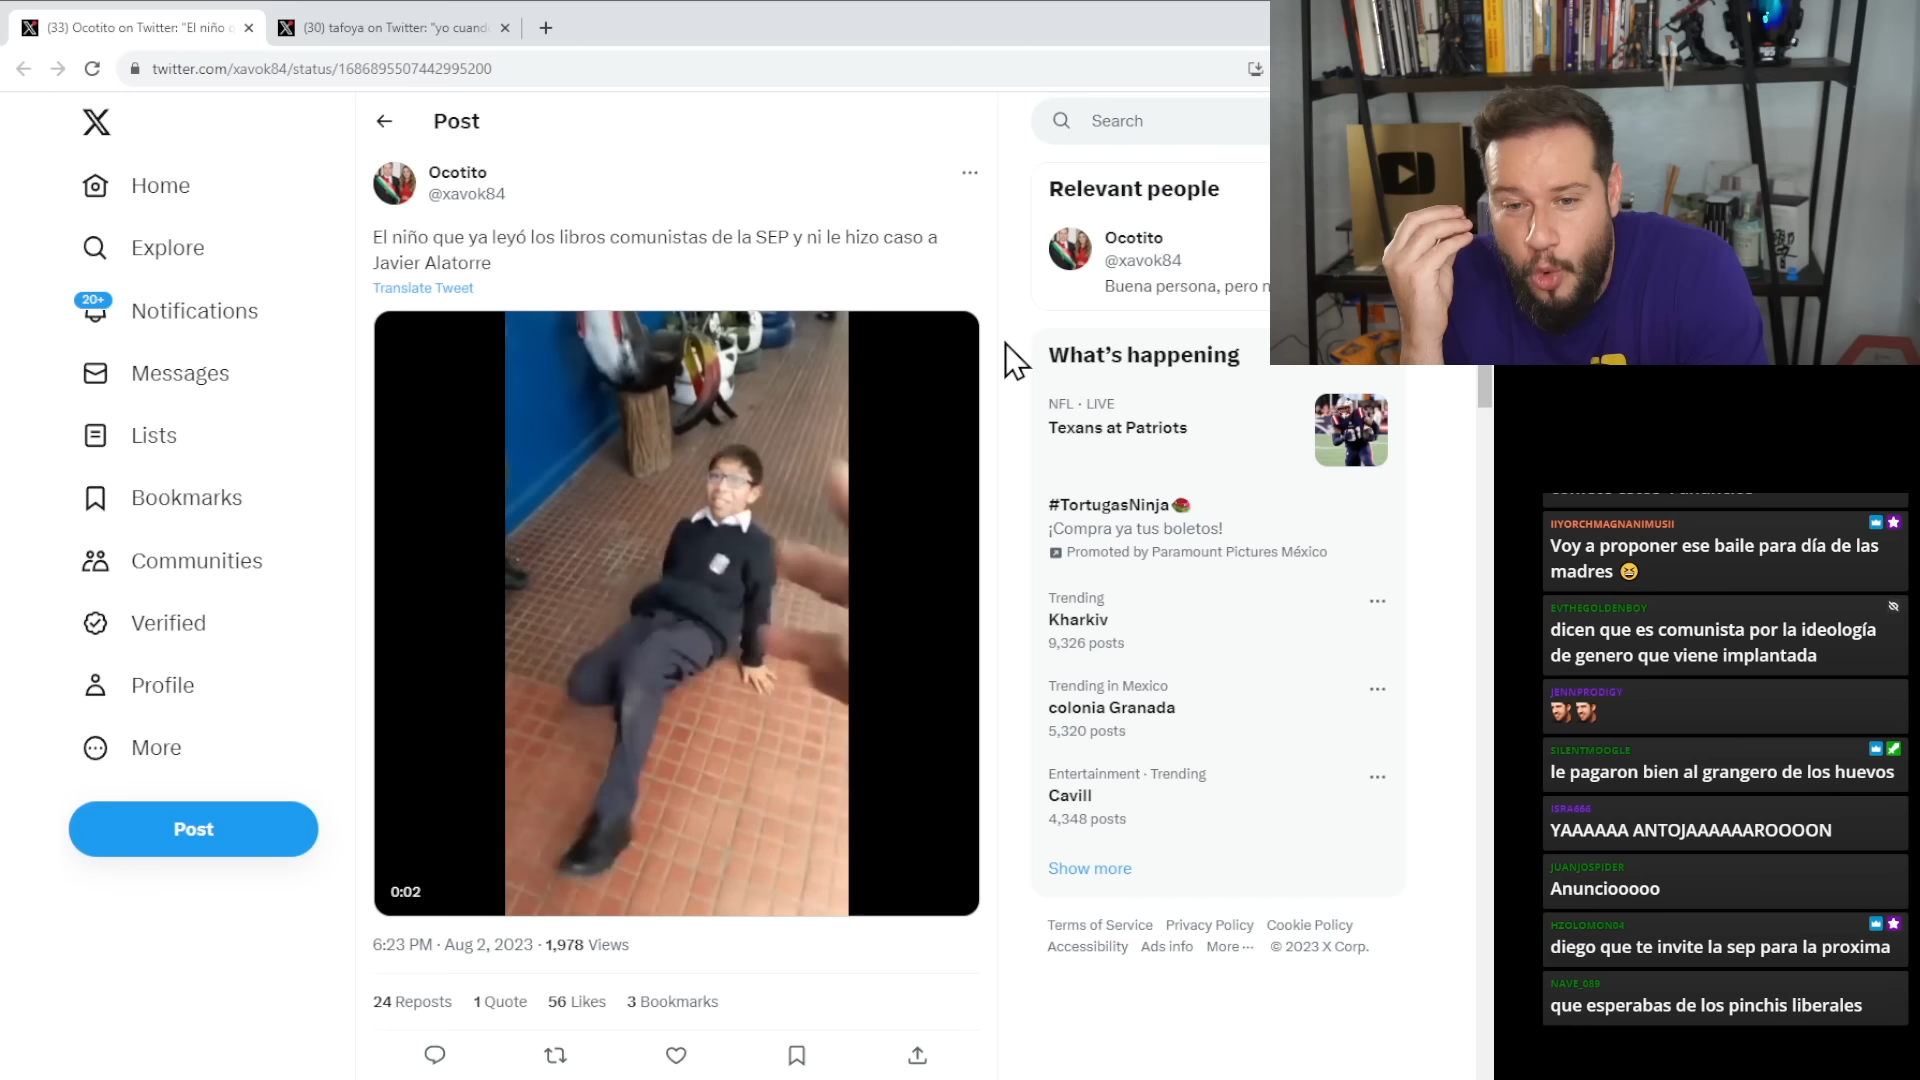 (33) Ocotito on Twitter: "El niño
(30) tafoya on Twitter: "yo cuand
twitter.com/xavok84/status/1686895507442995200
Home
Explore
20+
Notifications
Messages
Lists
Bookmarks
Communities
Verified
Profile
More
Post
Post
Ocotito
@xavok84
El niño que ya leyó los libros comunistas de la SEP y ni le hizo caso a
Javier Alatorre
Translate Tweet
0:02
6:23 PM · Aug 2, 2023 · 1,978 Views
24 Reposts 1 Quote 56 Likes 3 Bookmarks
Search
Relevant people
Ocotito
@xavok84
Buena persona, pero
What's happening
NFL · LIVE
Texans at Patriots
#TortugasNinja
¡Compra ya tus boletos!
Promoted by Paramount Pictures México
Trending
Kharkiv
9,326 posts
Trending in Mexico
colonia Granada
5,320 posts
Entertainment · Trending
Cavill
4,348 posts
Show more
Terms of Service Privacy Policy Cookie Policy
Accessibility Ads info More ··· © 2023 X Corp.
IIYORCHMAGNANIMUSII
Voy a proponer ese baile para día de las
madres 😆
EVTHEGOLDENBOY
dicen que es comunista por la ideología
de genero que viene implantada
JENNPRODIGY
SILENTMOOGLE
le pagaron bien al grangero de los huevos
ISRA666
YAAAAAA ANTOJAAAAAAROOOON
JUANJOSPIDER
Anunciooooo
HZOLOMON04
diego que te invite la sep para la proxima
NAVE_089
que esperabas de los pinchis liberales